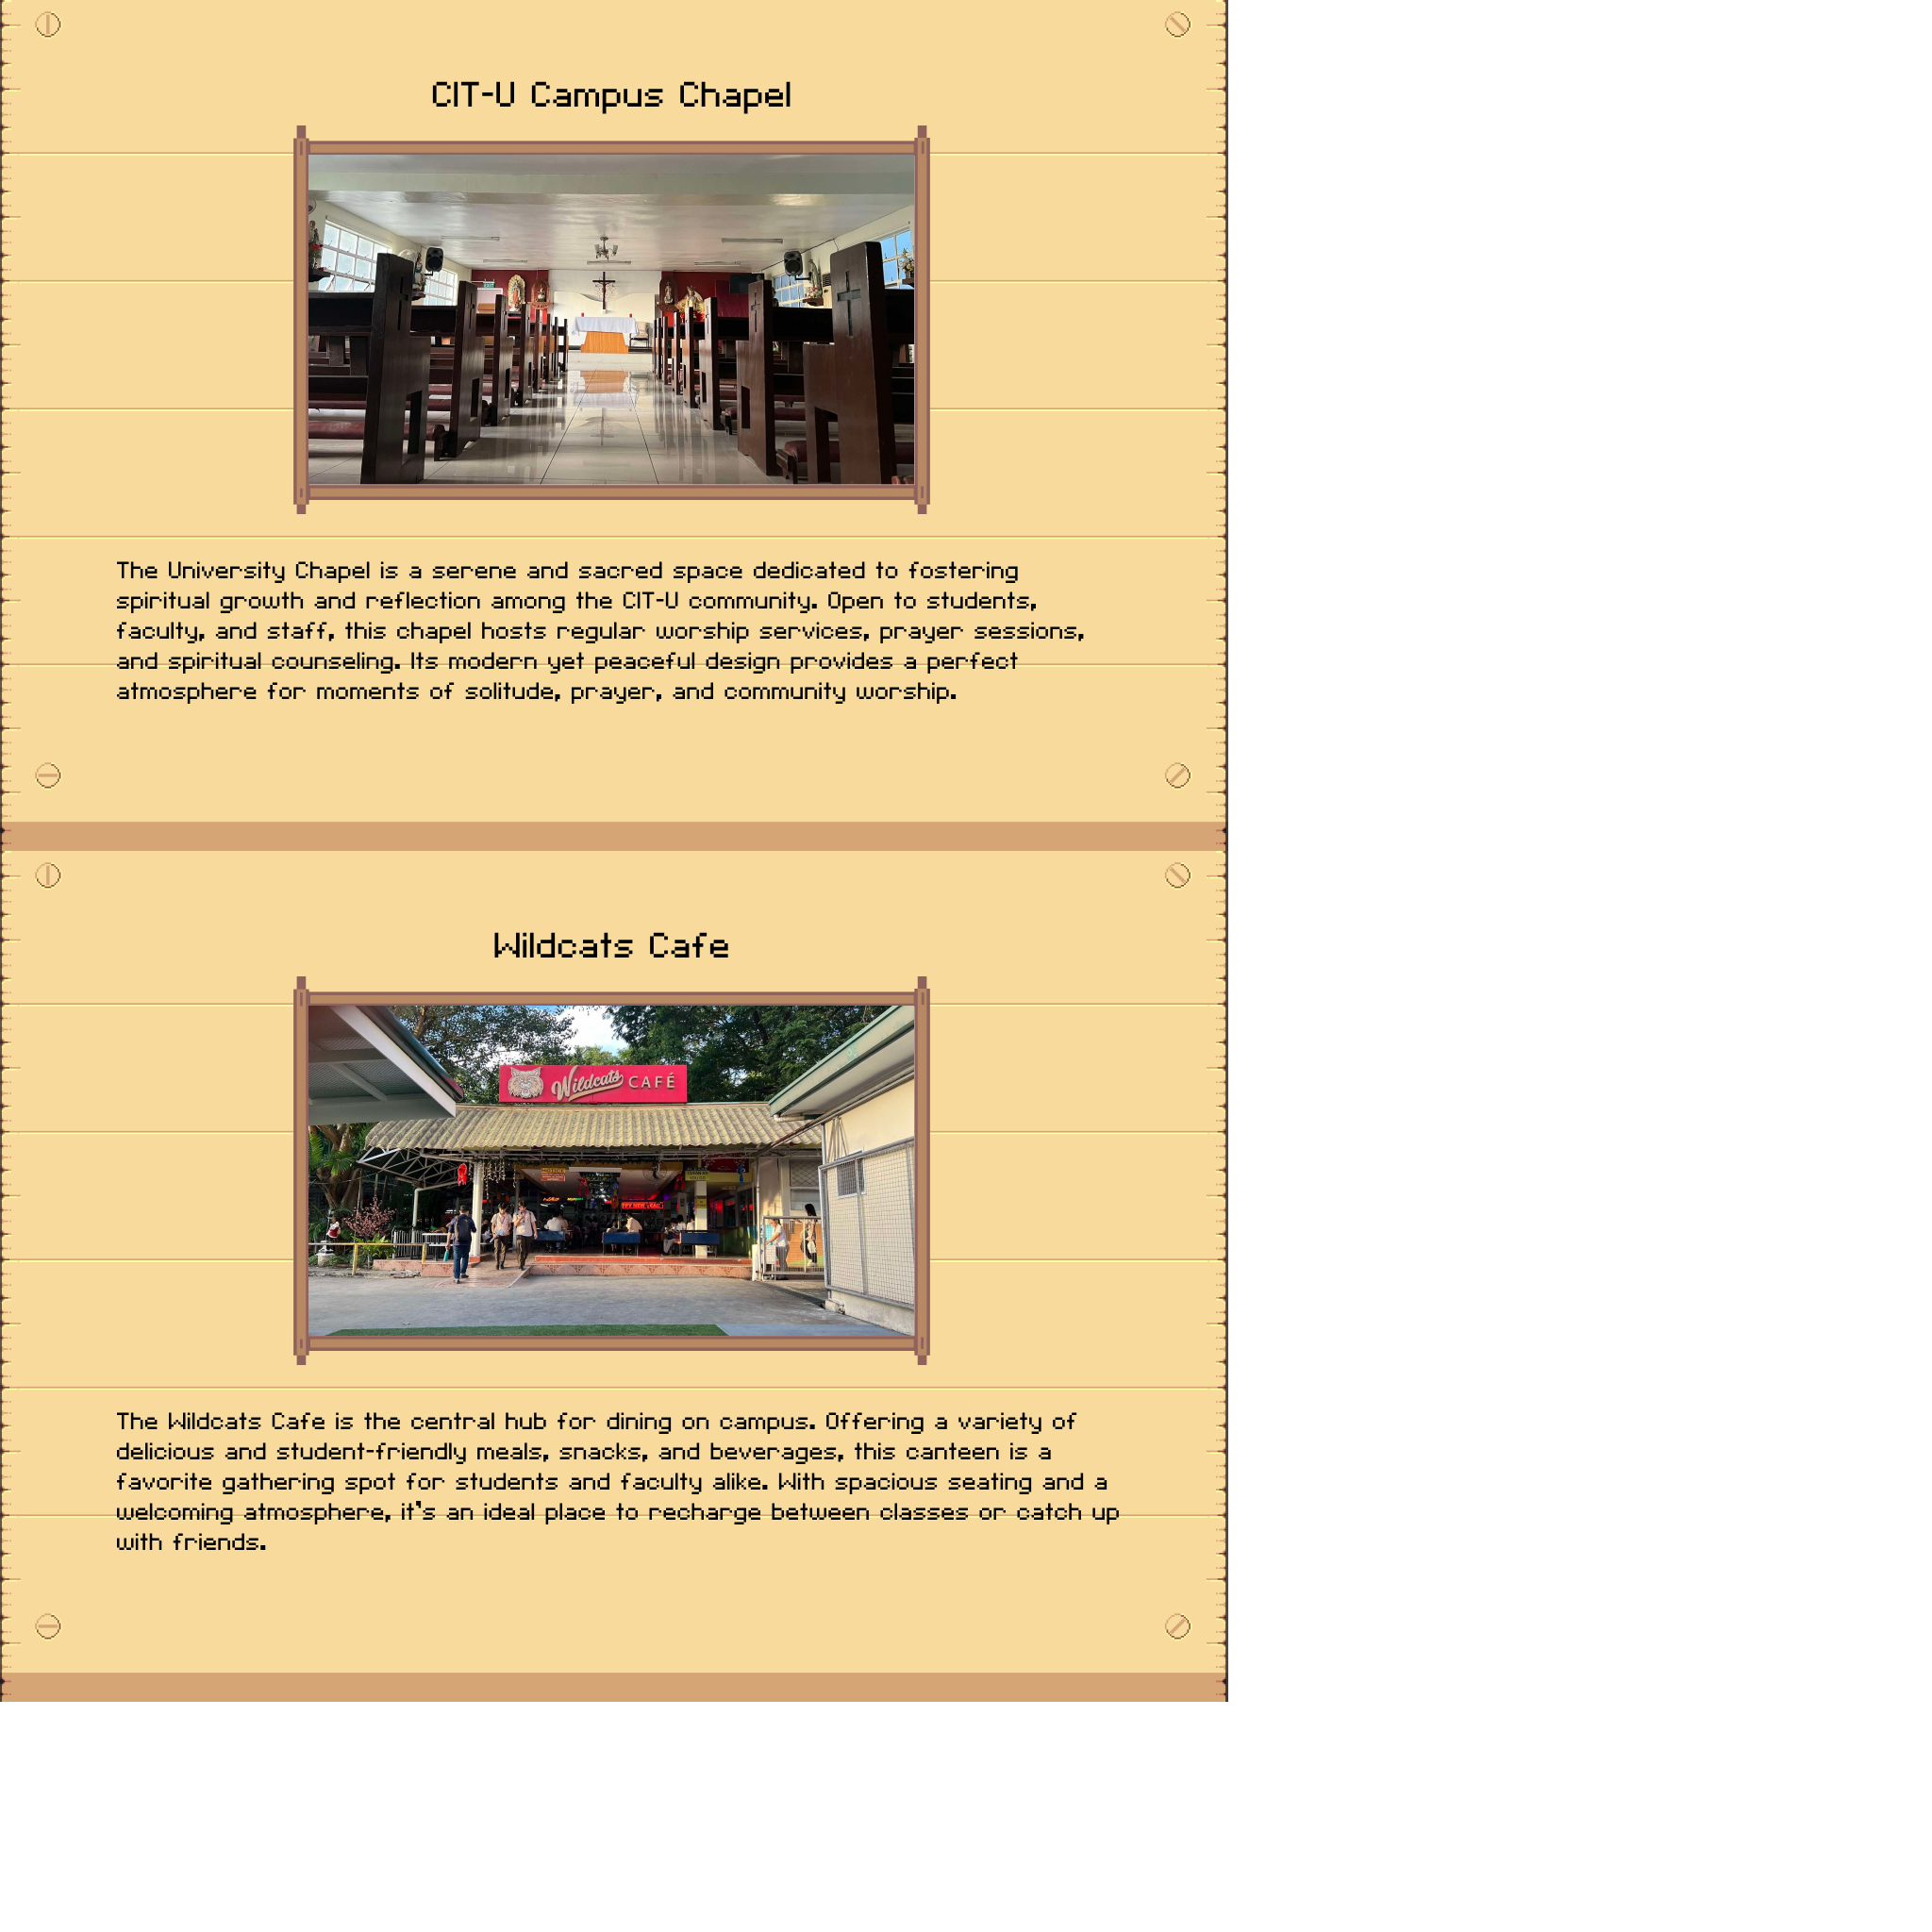 CIT-U Campus Chapel
The University Chapel is a serene and sacred space dedicated to fostering
spiritual growth and reflection among the CIT-U community. Open to students,
faculty, and staff, this chapel hosts regular worship services, prayer sessions,
and spiritual counseling. Its modern yet peaceful design provides a perfect
atmosphere for moments of solitude, prayer, and community worship.
Wildcats Cafe
Wildcats CAFÉ
The Wildcats Cafe is the central hub for dining on campus. Offering a variety of
delicious and student-friendly meals, snacks, and beverages, this canteen is a
favorite gathering spot for students and faculty alike. With spacious seating and a
welcoming atmosphere, it's an ideal place to recharge between classes or catch up
with friends.